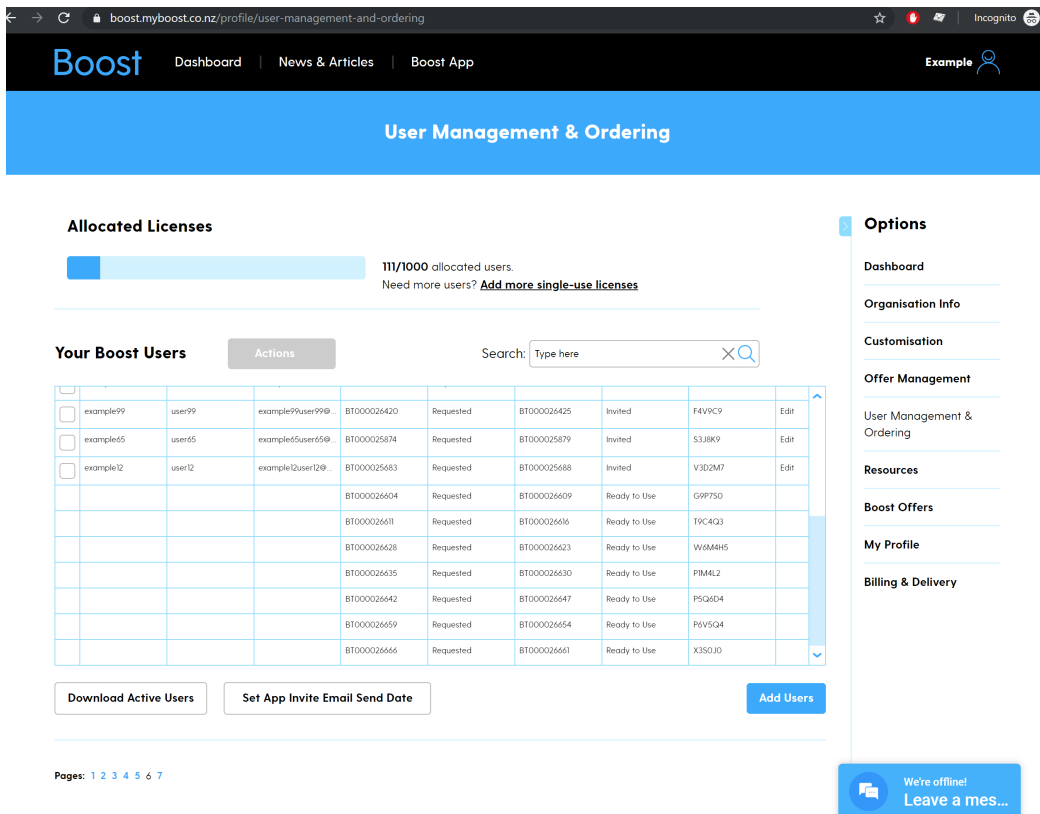 boost.myboost.co.nz/profile/user-management-and-ordering
Incognito
Boost Dashboard News & Articles Boost App Example
User Management & Ordering
Allocated Licenses
111/1000 allocated users.
Need more users? Add more single-use licenses
Your Boost Users Actions Search: Type here
example99 user99 example99user99@... BT000026420 Requested BT000026425 Invited F4V9C9 Edit
example65 user65 example65user65@... BT000025874 Requested BT000025879 Invited S3J8K9 Edit
example12 user12 example12user12@... BT000025683 Requested BT000025688 Invited V3D2M7 Edit
BT000026604 Requested BT000026609 Ready to Use G9P7S0
BT000026611 Requested BT000026616 Ready to Use T9C4Q3
BT000026628 Requested BT000026623 Ready to Use W6M4H5
BT000026635 Requested BT000026630 Ready to Use P1M4L2
BT000026642 Requested BT000026647 Ready to Use P5Q6D4
BT000026659 Requested BT000026654 Ready to Use P6V5Q4
BT000026666 Requested BT000026661 Ready to Use X3S0J0
Download Active Users Set App Invite Email Send Date Add Users
Pages: 1 2 3 4 5 6 7
Options
Dashboard
Organisation Info
Customisation
Offer Management
User Management &
Ordering
Resources
Boost Offers
My Profile
Billing & Delivery
We're offline!
Leave a mes...